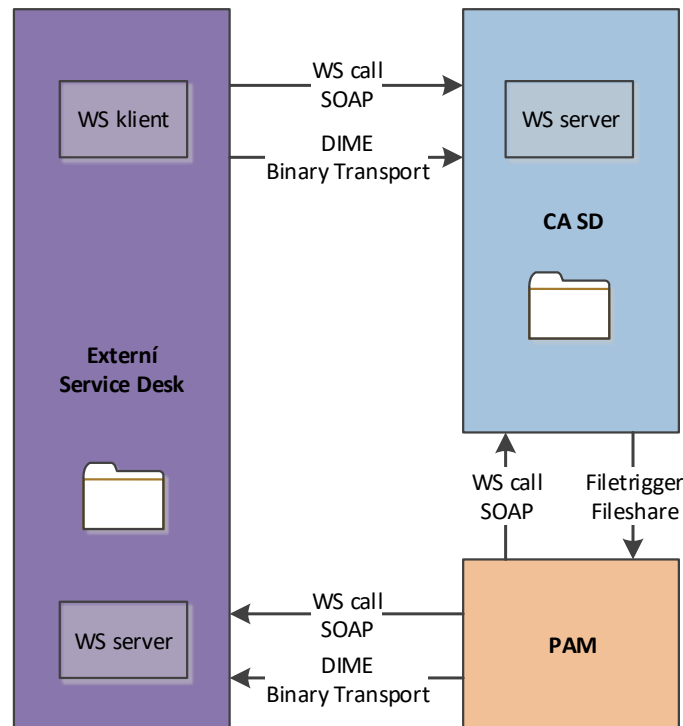 WS klient
WS call
SOAP
DIME
Binary Transport
WS server
CA SD
Externí
Service Desk
WS call
SOAP
Filetrigger
Fileshare
WS server
WS call
SOAP
DIME
Binary Transport
PAM